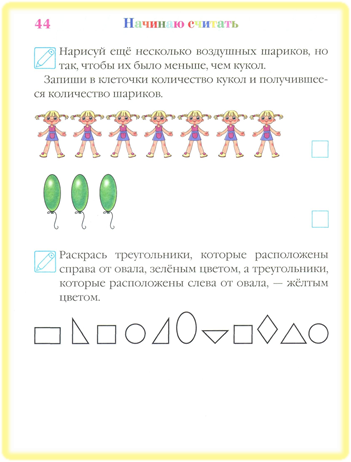 44
Начинаю считать
Нарисуй ещё несколько воздушных шариков, но
так, чтобы их было меньше, чем кукол.
Запиши в клеточки количество кукол и получившее-
ся количество шариков.
Раскрась треугольники, которые расположены
справа от овала, зелёным цветом, а треугольники,
которые расположены слева от овала, — жёлтым
цветом.